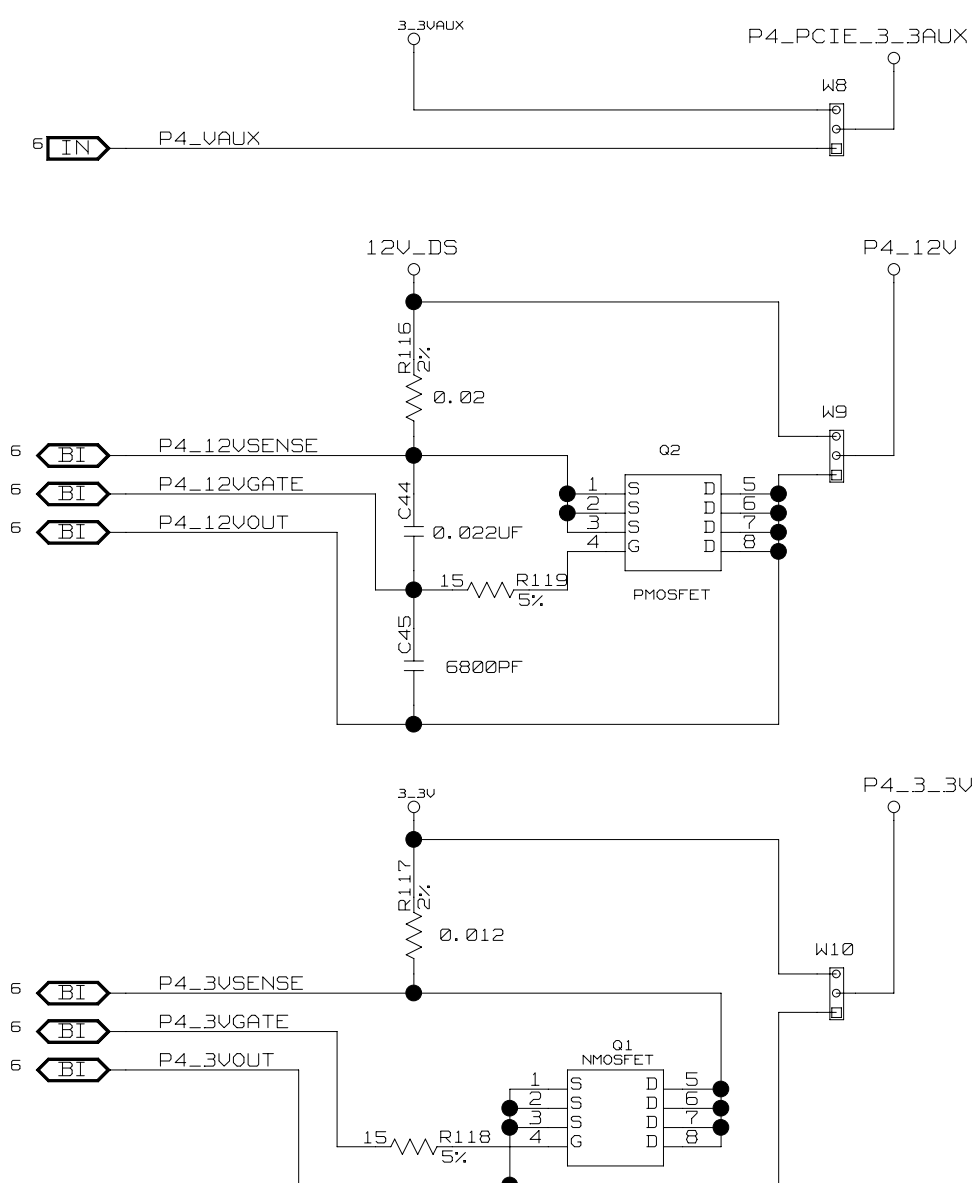 3_3VAUX
P4_PCIE_3_3AUX
W8
6 IN P4_VAUX
12V_DS
P4_12V
R116
2%
0.02
W9
6 BI P4_12VSENSE
Q2
6 BI P4_12VGATE
1 S D 5
2 S D 6
6 BI P4_12VOUT
3 S D 7
4 G D 8
C44
0.022UF
15 R119
5%
PMOSFET
C45
6800PF
3_3V
P4_3_3V
R117
2%
0.012
W10
6 BI P4_3VSENSE
6 BI P4_3VGATE
Q1
NMOSFET
6 BI P4_3VOUT
1 S D 5
2 S D 6
3 S D 7
4 G D 8
15 R118
5%